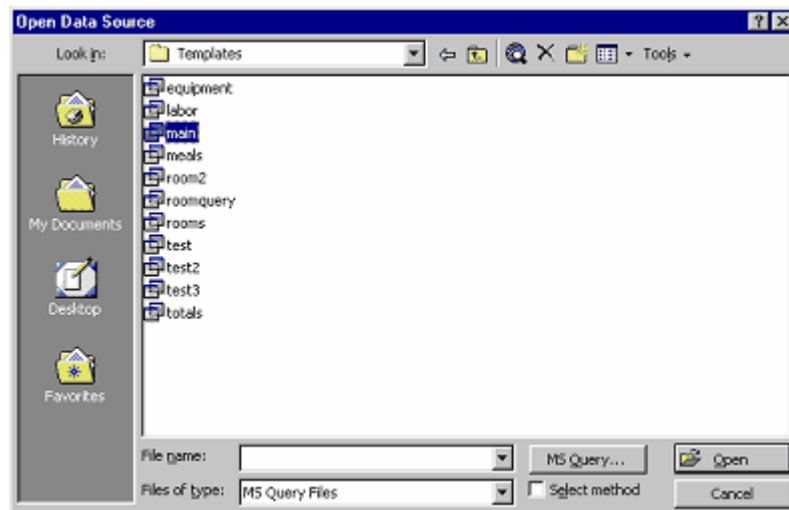 Open Data Source
Look in: Templates Tools
equipment
labor
main
meals
room2
roomquery
rooms
test
test2
test3
totals
History
My Documents
Desktop
Favorites
File name: MS Query... Open
Files of type: MS Query Files Select method Cancel